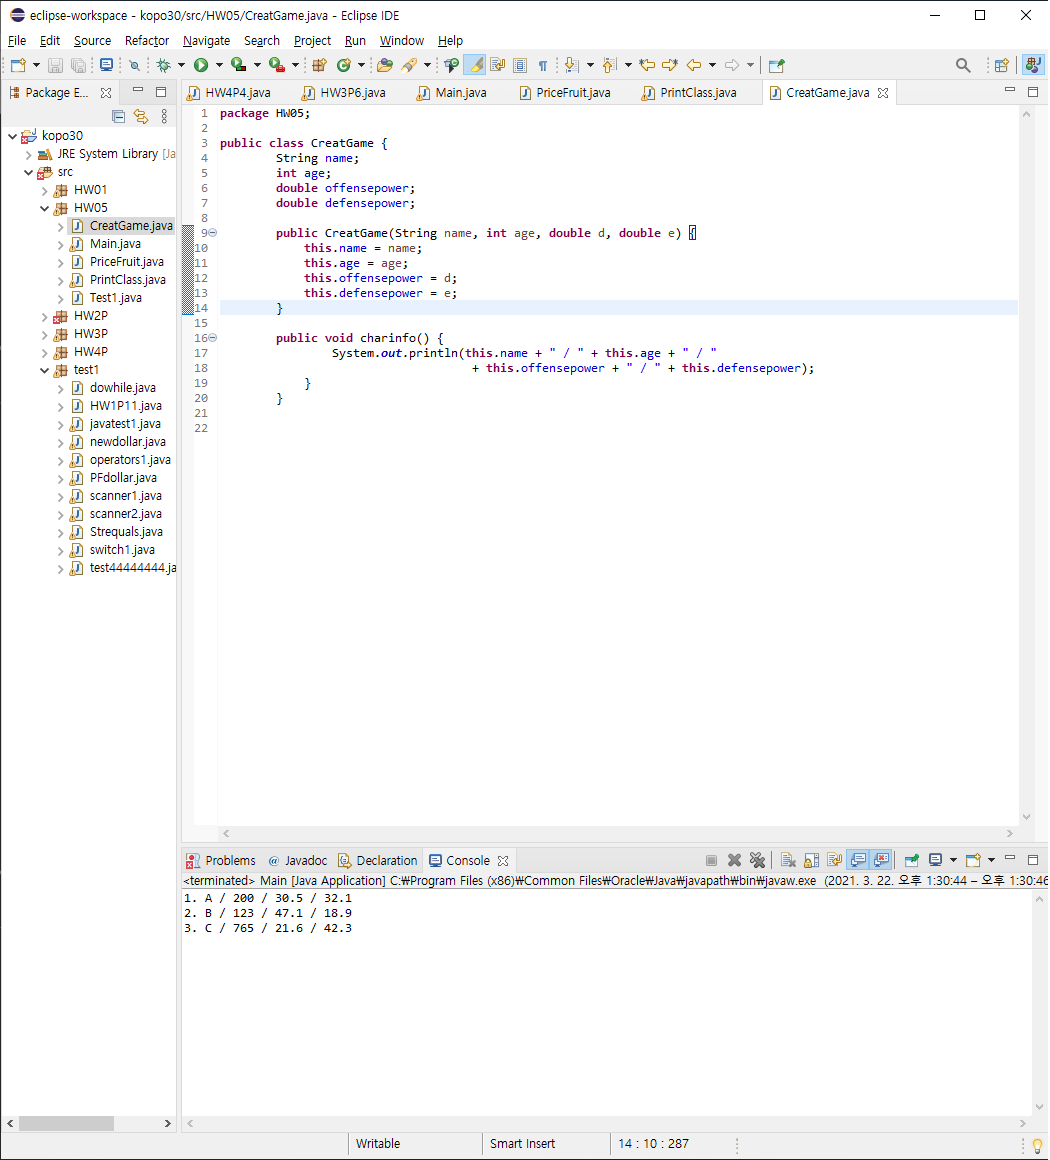 eclipse-workspace - kopo30/src/HW05/CreatGame.java - Eclipse IDE
File Edit Source Refactor Navigate Search Project Run Window Help
Package E...
HW4P4.java HW3P6.java Main.java PriceFruit.java PrintClass.java CreatGame.java
kopo30
JRE System Library [Ja
src
HW01
HW05
CreatGame.java
Main.java
PriceFruit.java
PrintClass.java
Test1.java
HW2P
HW3P
HW4P
test1
dowhile.java
HW1P11.java
javatest1.java
newdollar.java
operators1.java
PFdollar.java
scanner1.java
scanner2.java
Strequals.java
switch1.java
test44444444.ja
1 package HW05;
2
3 public class CreatGame {
4 String name;
5 int age;
6 double offensepower;
7 double defensepower;
8
9 public CreatGame(String name, int age, double d, double e) {
10 this.name = name;
11 this.age = age;
12 this.offensepower = d;
13 this.defensepower = e;
14 }
15
16 public void charinfo() {
17 System.out.println(this.name + " / " + this.age + " / "
18 + this.offensepower + " / " + this.defensepower);
19 }
20 }
21
22
Problems Javadoc Declaration Console
<terminated> Main [Java Application] C:₩Program Files (x86)₩Common Files₩Oracle₩Java₩javapath₩bin₩javaw.exe (2021. 3. 22. 오후 1:30:44 – 오후 1:30:46
1. A / 200 / 30.5 / 32.1
2. B / 123 / 47.1 / 18.9
3. C / 765 / 21.6 / 42.3
Writable Smart Insert 14 : 10 : 287